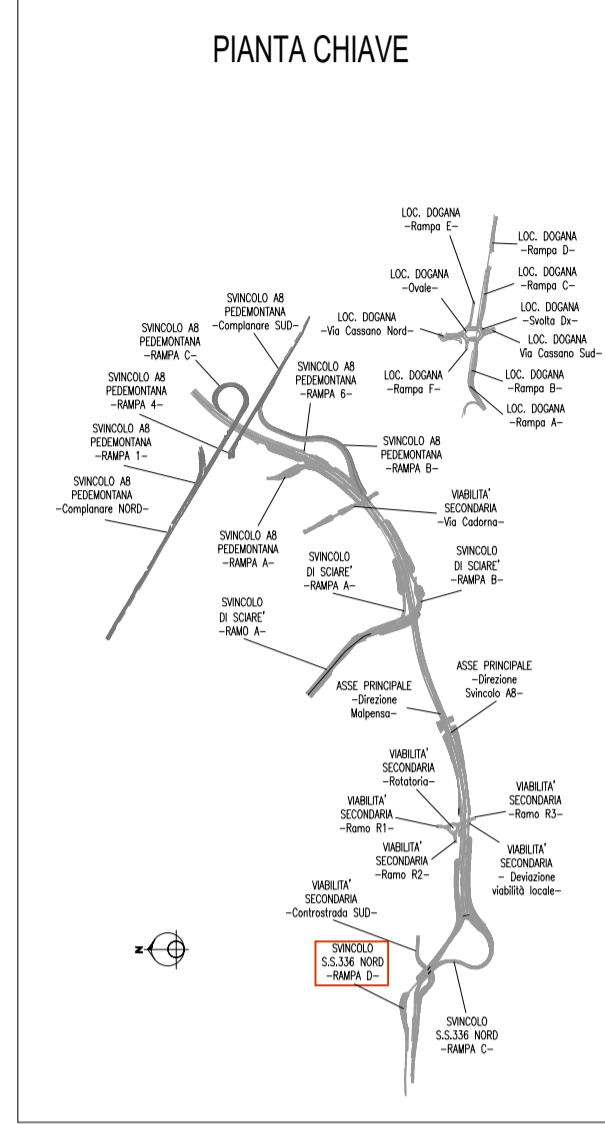 PIANTA CHIAVE
LOC. DOGANA
-Rampa E-
LOC. DOGANA
-Rampa D-
LOC. DOGANA
-Ovale-
LOC. DOGANA
-Rampa C-
LOC. DOGANA
-Via Cassano Nord-
LOC. DOGANA
-Svolta Dx-
LOC. DOGANA
Via Cassano Sud-
LOC. DOGANA
-Rampa F-
LOC. DOGANA
-Rampa B-
LOC. DOGANA
-Rampa A-
SVINCOLO A8
PEDEMONTANA
-Complanare SUD-
SVINCOLO A8
PEDEMONTANA
-RAMPA C-
SVINCOLO A8
PEDEMONTANA
-RAMPA 6-
SVINCOLO A8
PEDEMONTANA
-RAMPA 4-
SVINCOLO A8
PEDEMONTANA
-RAMPA 1-
SVINCOLO A8
PEDEMONTANA
-RAMPA B-
SVINCOLO A8
PEDEMONTANA
-Complanare NORD-
VIABILITA'
SECONDARIA
-Via Cadorna-
SVINCOLO A8
PEDEMONTANA
-RAMPA A-
SVINCOLO
DI SCIARE'
-RAMPA A-
SVINCOLO
DI SCIARE'
-RAMPA B-
SVINCOLO
DI SCIARE'
-RAMO A-
ASSE PRINCIPALE
-Direzione
Svincolo A8-
ASSE PRINCIPALE
-Direzione
Malpensa-
VIABILITA'
SECONDARIA
-Rotatoria-
VIABILITA'
SECONDARIA
-Ramo R3-
VIABILITA'
SECONDARIA
-Ramo R1-
VIABILITA'
SECONDARIA
-Ramo R2-
VIABILITA'
SECONDARIA
- Deviazione
viabilità locale-
VIABILITA'
SECONDARIA
-Controstrada SUD-
N
SVINCOLO
S.S.336 NORD
-RAMPA D-
SVINCOLO
S.S.336 NORD
-RAMPA C-